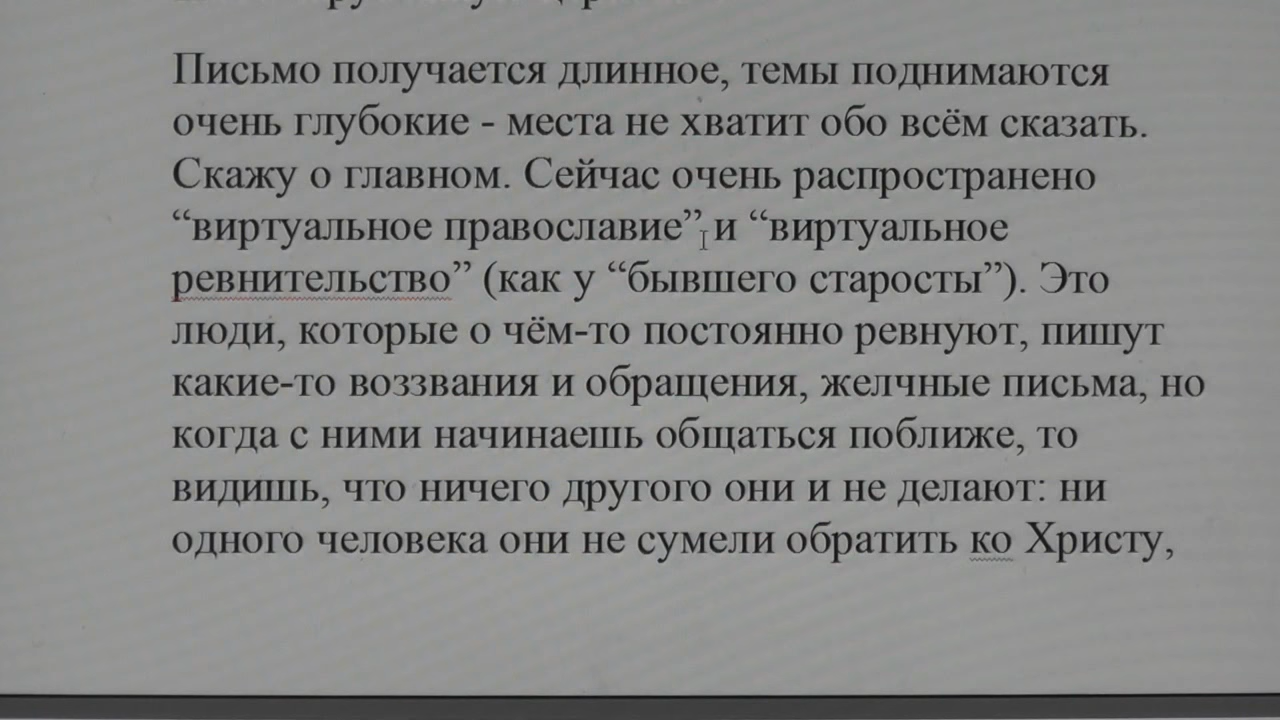 Письмо получается длинное, темы поднимаются
очень глубокие - места не хватит обо всём сказать.
Скажу о главном. Сейчас очень распространено
“виртуальное православие” и “виртуальное
ревнительство” (как у “бывшего старосты”). Это
люди, которые о чём-то постоянно ревнуют, пишут
какие-то воззвания и обращения, желчные письма, но
когда с ними начинаешь общаться поближе, то
видишь, что ничего другого они и не делают: ни
одного человека они не сумели обратить ко Христу,